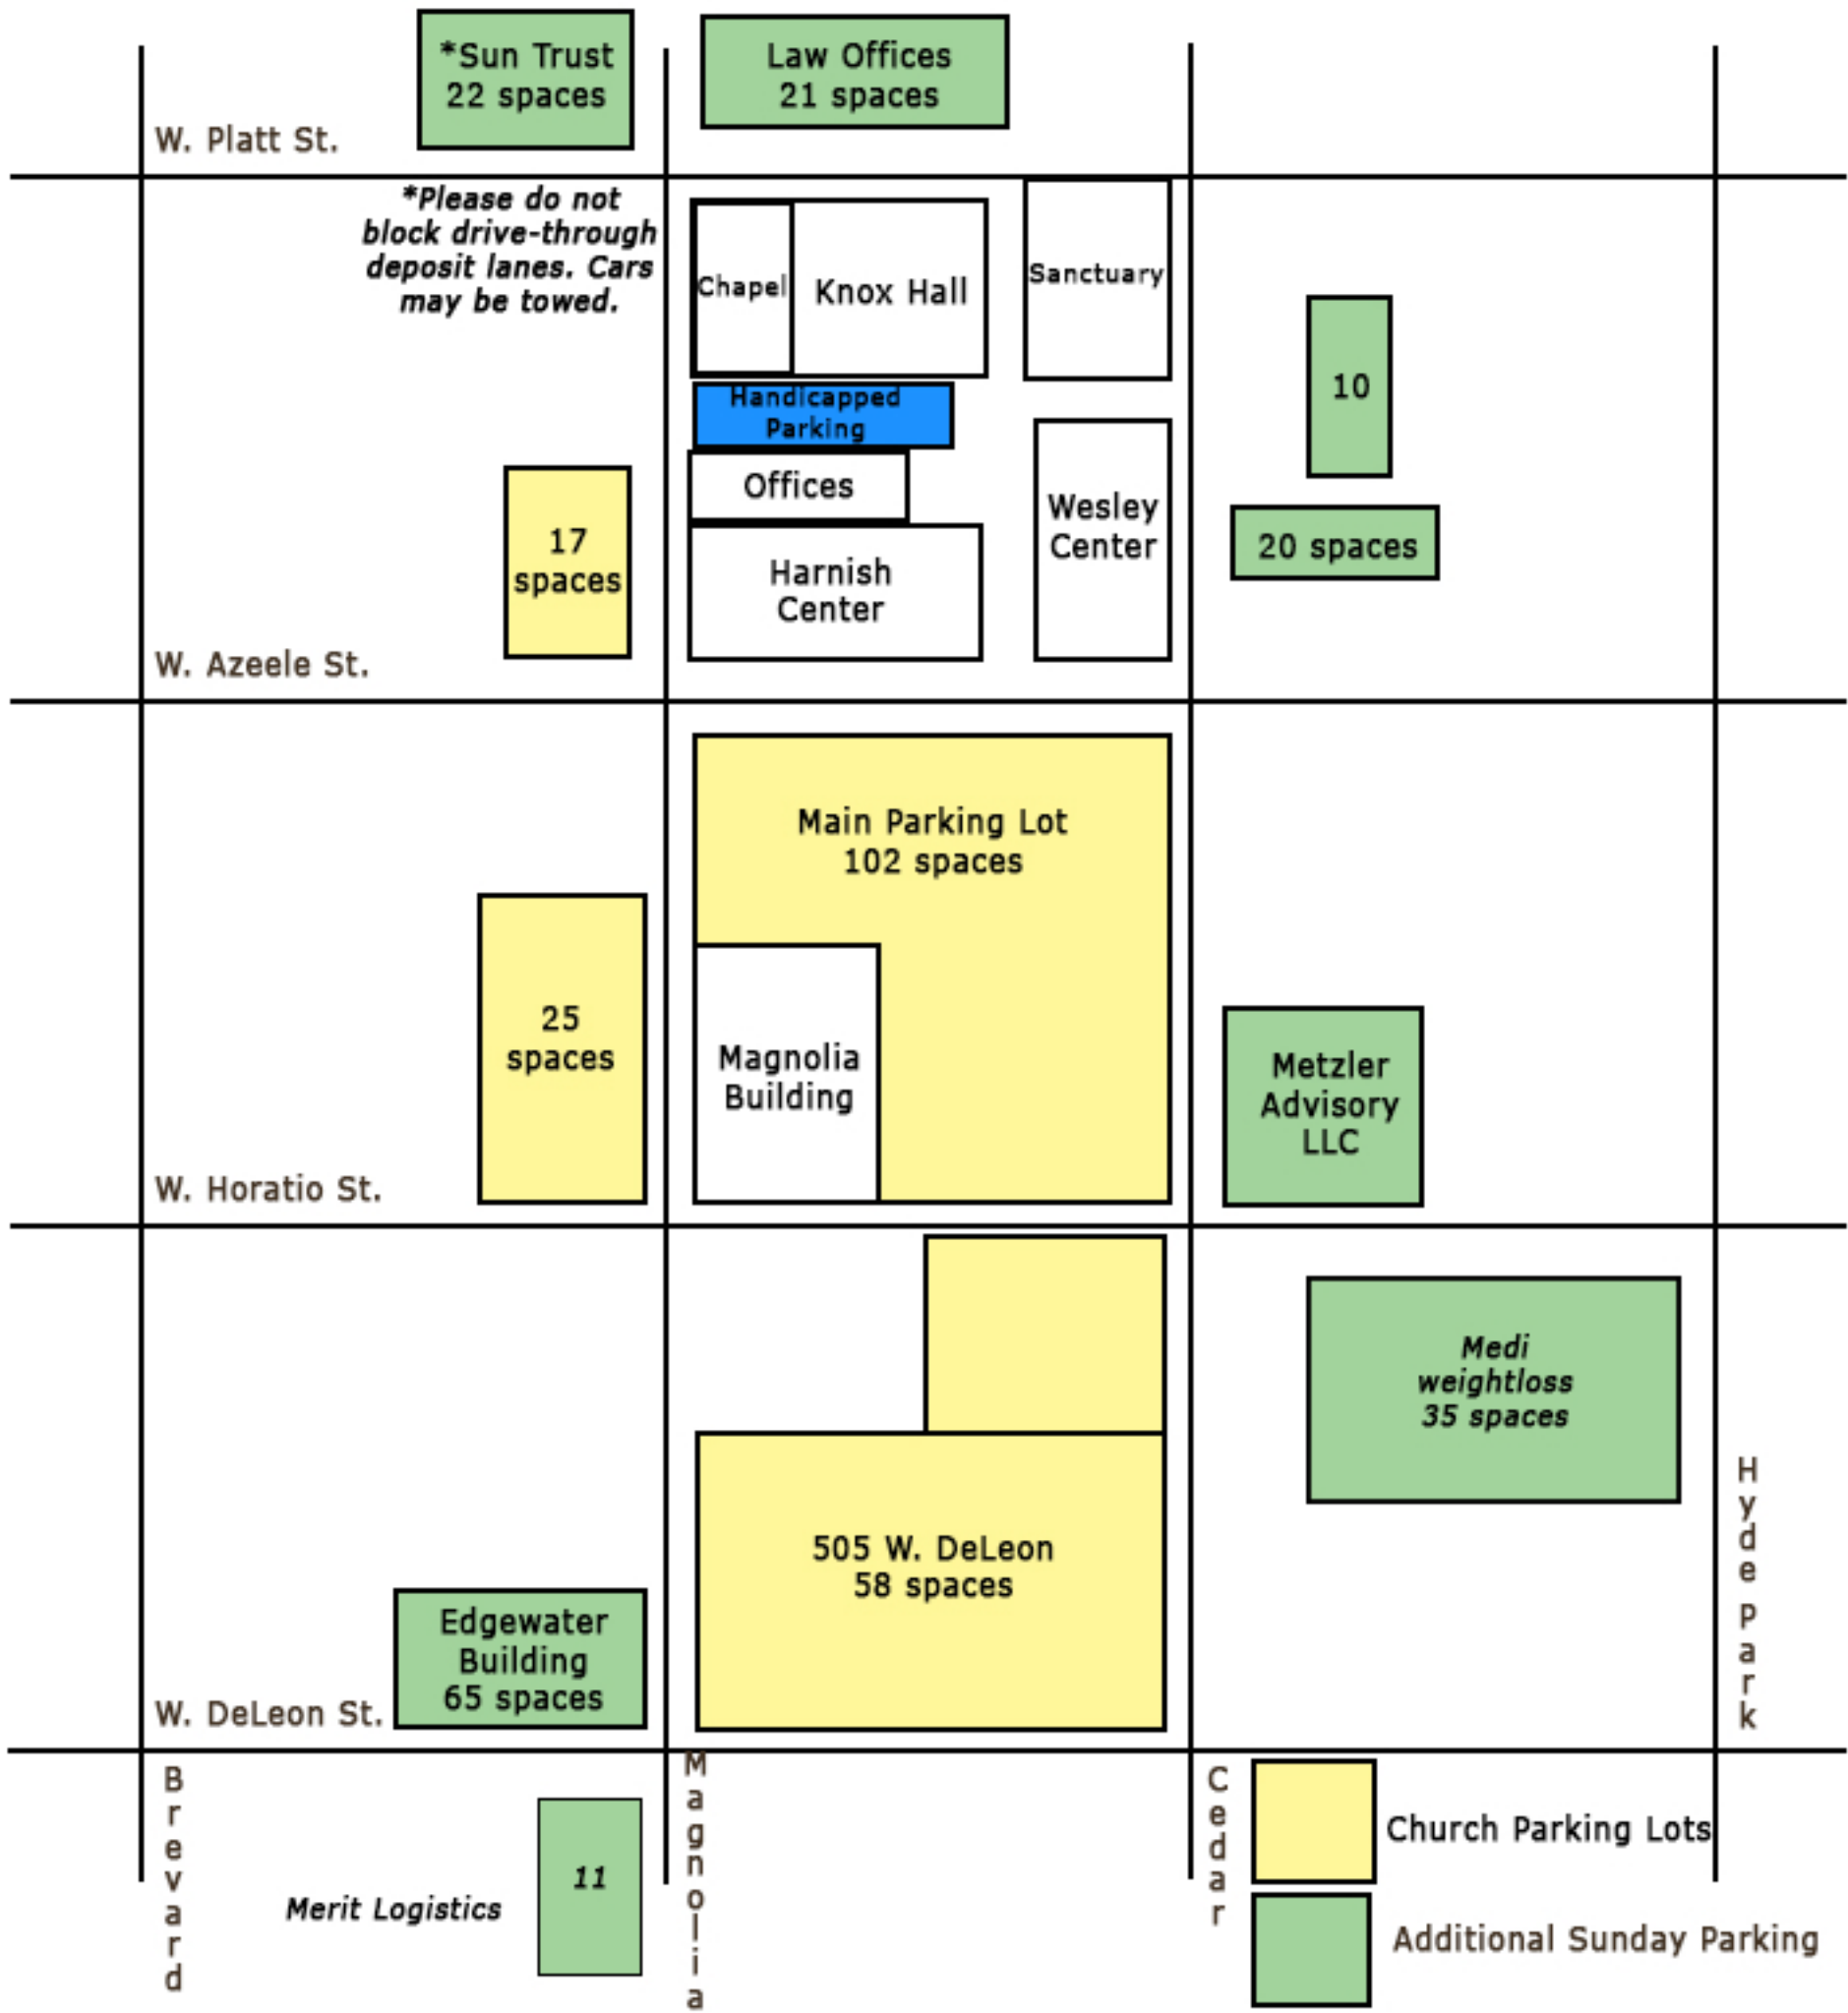 *Sun Trust
22 spaces
Law Offices
21 spaces
W. Platt St.
*Please do not
block drive-through
deposit lanes. Cars
may be towed.
Chapel
Knox Hall
Sanctuary
10
Handicapped
Parking
Offices
Wesley
Center
20 spaces
17
spaces
Harnish
Center
W. Azeele St.
Main Parking Lot
102 spaces
25
spaces
Magnolia
Building
Metzler
Advisory
LLC
W. Horatio St.
Medi
weightloss
35 spaces
505 W. DeLeon
58 spaces
Edgewater
Building
65 spaces
W. DeLeon St.
Hyde Park
Brevard
Magnolia
Cedar
Church Parking Lots
11
Merit Logistics
Additional Sunday Parking